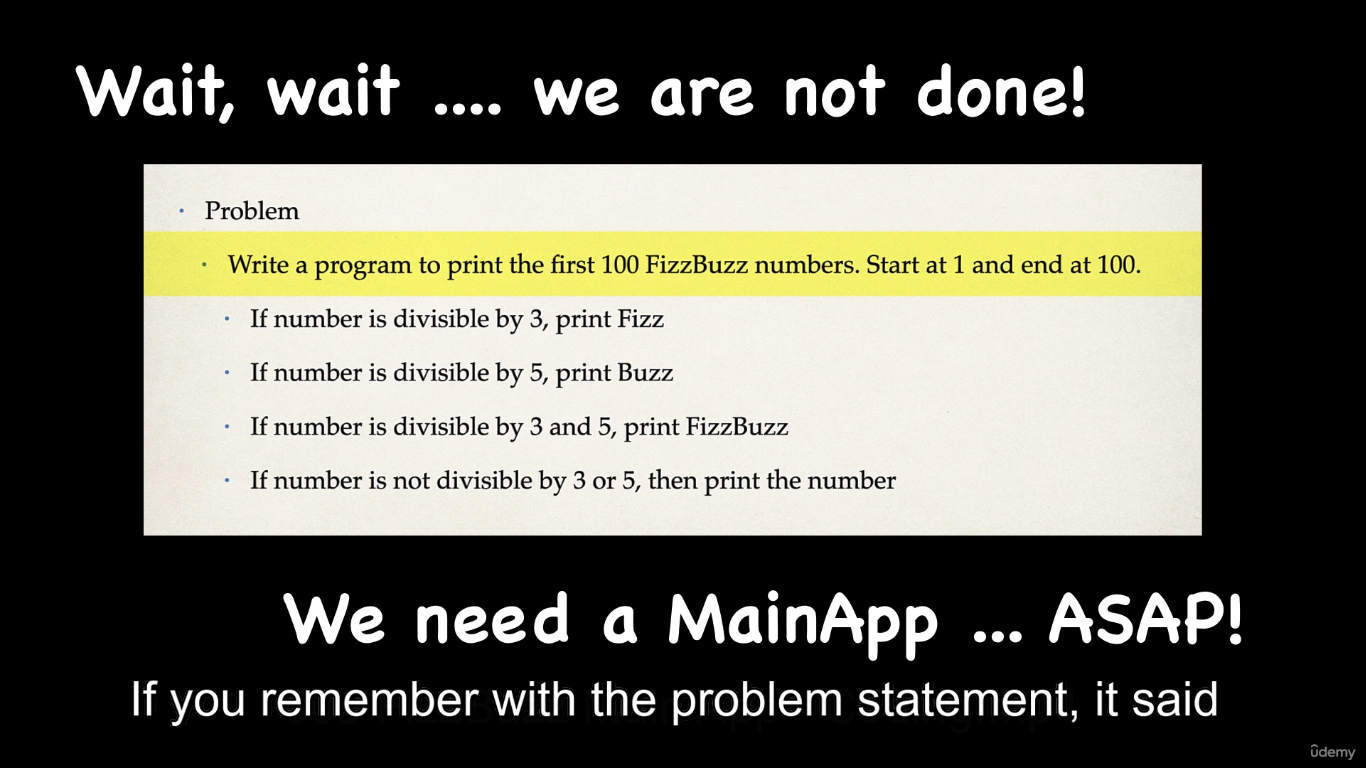 Wait, wait .... we are not done!
• Problem
• Write a program to print the first 100 FizzBuzz numbers. Start at 1 and end at 100.
• If number is divisible by 3, print Fizz
• If number is divisible by 5, print Buzz
• If number is divisible by 3 and 5, print FizzBuzz
• If number is not divisible by 3 or 5, then print the number
We need a MainApp ... ASAP!
If you remember with the problem statement, it said
ûdemy